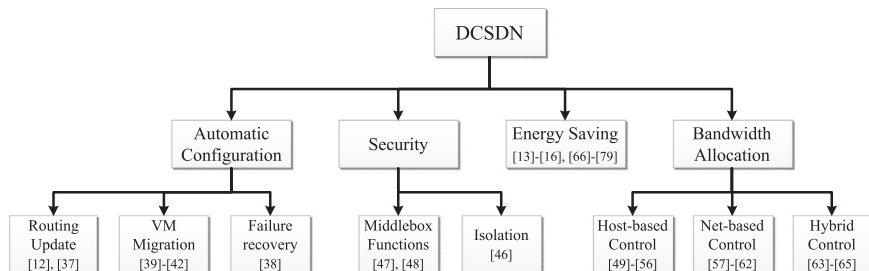 DCSDN
Automatic
Configuration
Security
Energy Saving
[13]-[16], [66]-[79]
Bandwidth
Allocation
Routing
Update
[12], [37]
VM
Migration
[39]-[42]
Failure
recovery
[38]
Middlebox
Functions
[47], [48]
Isolation
[46]
Host-based
Control
[49]-[56]
Net-based
Control
[57]-[62]
Hybrid
Control
[63]-[65]